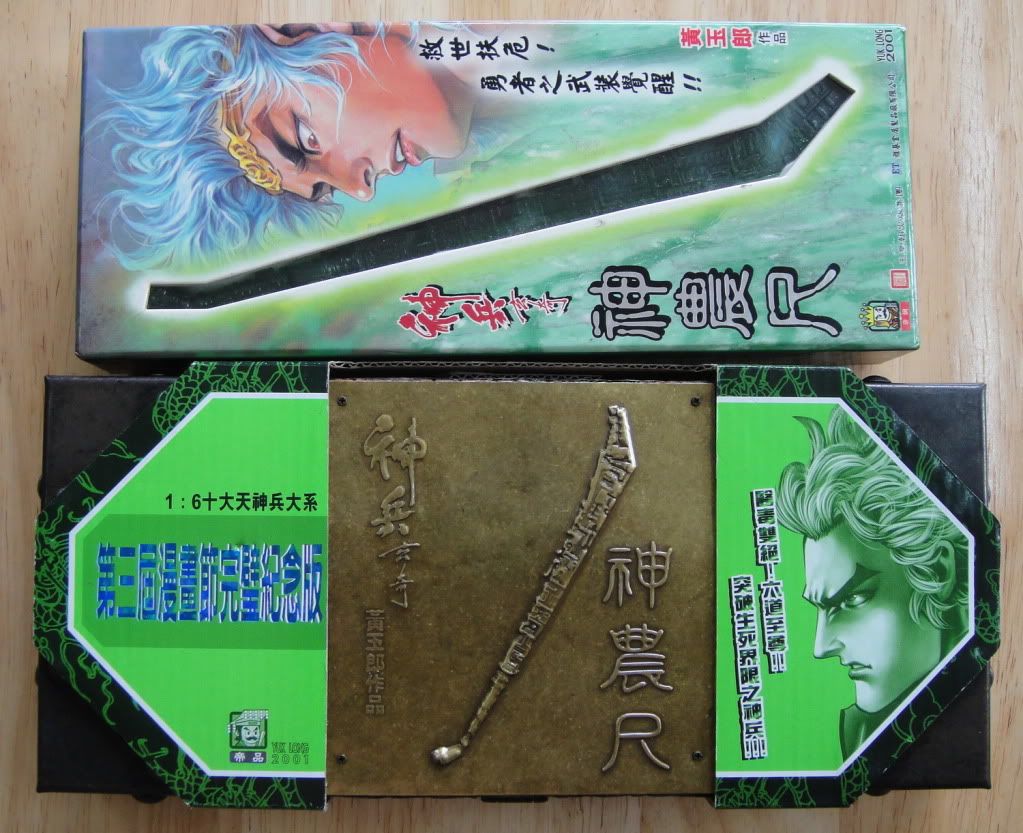 救世扶危!
勇者之武裝覺醒!!
黃玉郎作品
YUK LONG
2001
神兵玄奇
神農尺
1:6十大天神兵大系
第三屆漫畫節完璧紀念版
帝品
YUK LONG
2001
神兵玄奇
黃玉郎作品
神農尺
醫毒雙絕!六道至尊!!!
突破生死界限之神兵!!!!